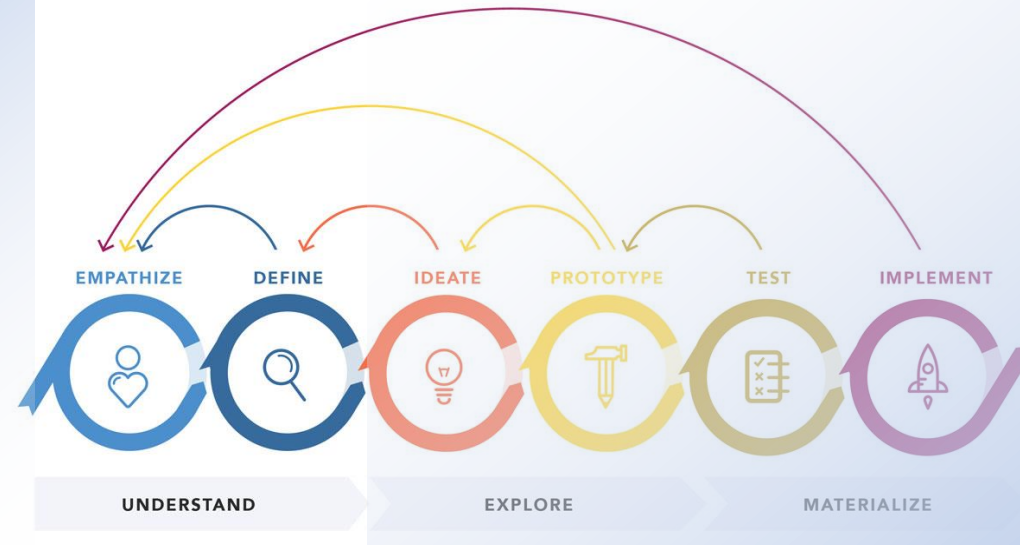 EMPATHIZE
DEFINE
IDEATE
PROTOTYPE
TEST
IMPLEMENT
UNDERSTAND
EXPLORE
MATERIALIZE